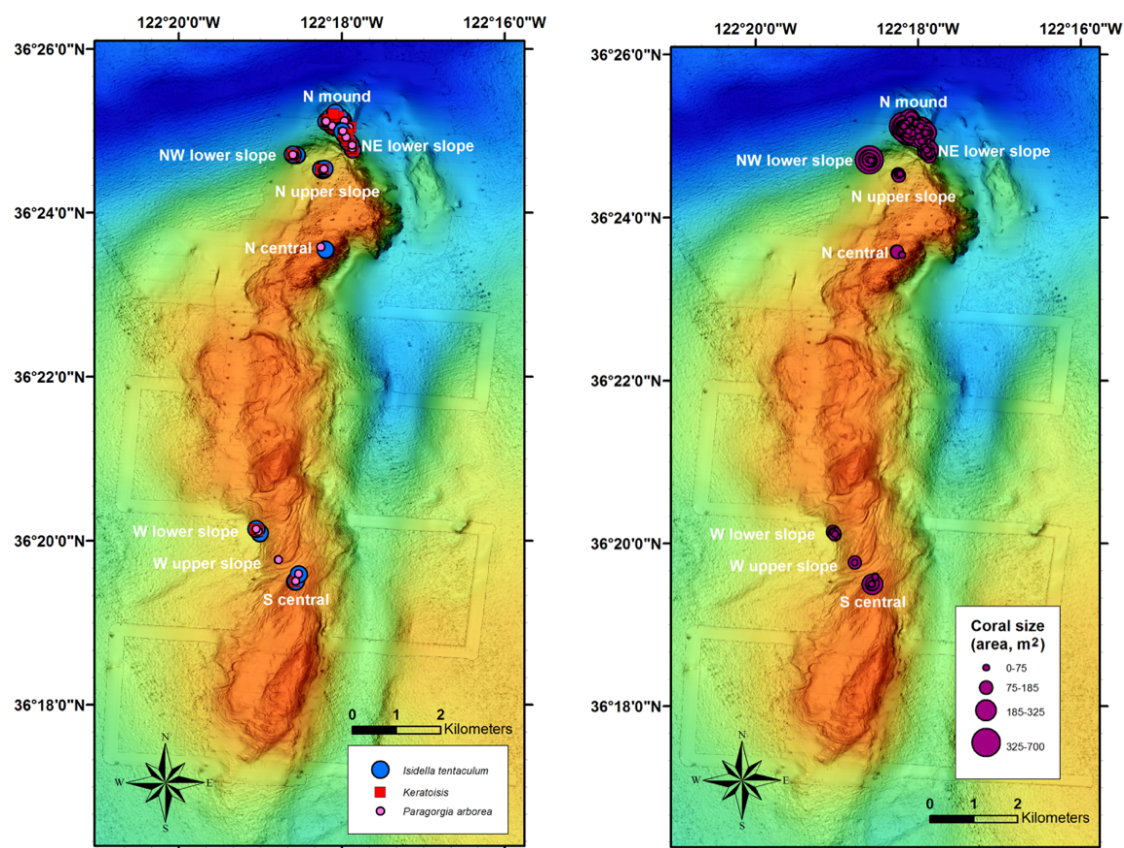 122°20'0"W 122°18'0"W 122°16'0"W
36°26'0"N
36°24'0"N
36°22'0"N
36°20'0"N
36°18'0"N
N mound
NW lower slope
NE lower slope
N upper slope
N central
W lower slope
W upper slope
S central
0 1 2
Kilometers
N
W E
S
Isidella tentaculum
Keratoisis
Paragorgia arborea
122°20'0"W 122°18'0"W 122°16'0"W
36°26'0"N
36°24'0"N
36°22'0"N
36°20'0"N
36°18'0"N
N mound
NW lower slope
NE lower slope
N upper slope
N central
W lower slope
W upper slope
S central
Coral size
(area, m²)
0-75
75-185
185-325
325-700
N
W E
S
0 1 2
Kilometers